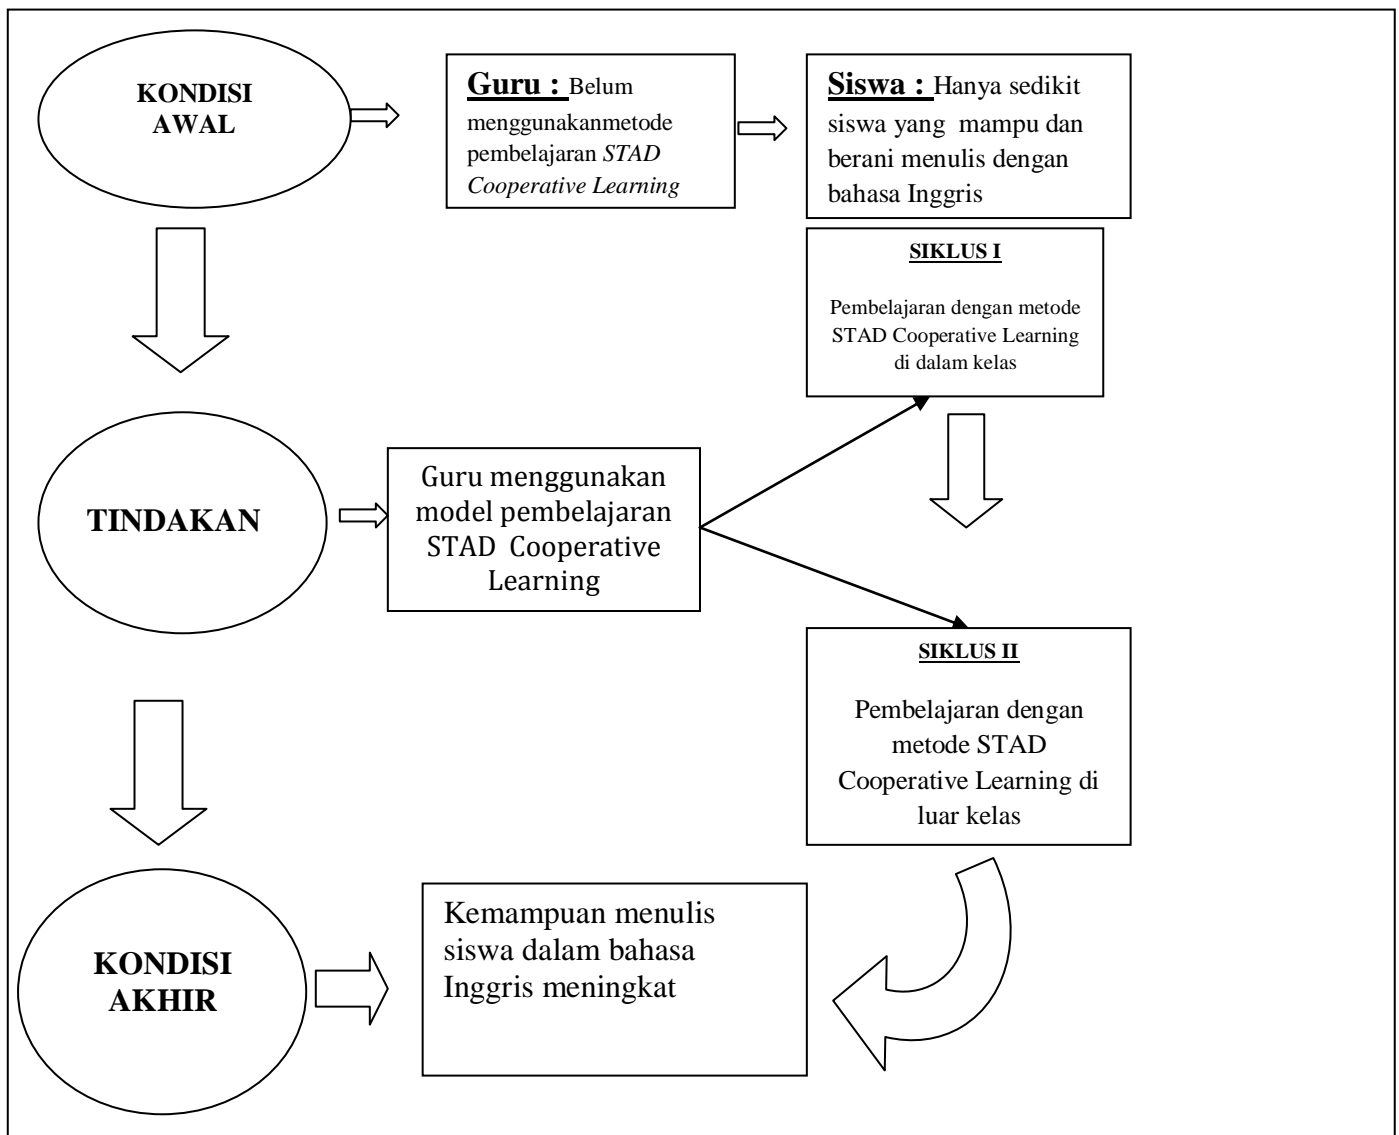 KONDISI
AWAL
Guru : Belum
menggunakanmetode
pembelajaran STAD
Cooperative Learning
Siswa : Hanya sedikit
siswa yang mampu dan
berani menulis dengan
bahasa Inggris
SIKLUS I
Pembelajaran dengan metode
STAD Cooperative Learning
di dalam kelas
TINDAKAN
Guru menggunakan
model pembelajaran
STAD Cooperative
Learning
SIKLUS II
Pembelajaran dengan
metode STAD
Cooperative Learning di
luar kelas
KONDISI
AKHIR
Kemampuan menulis
siswa dalam bahasa
Inggris meningkat